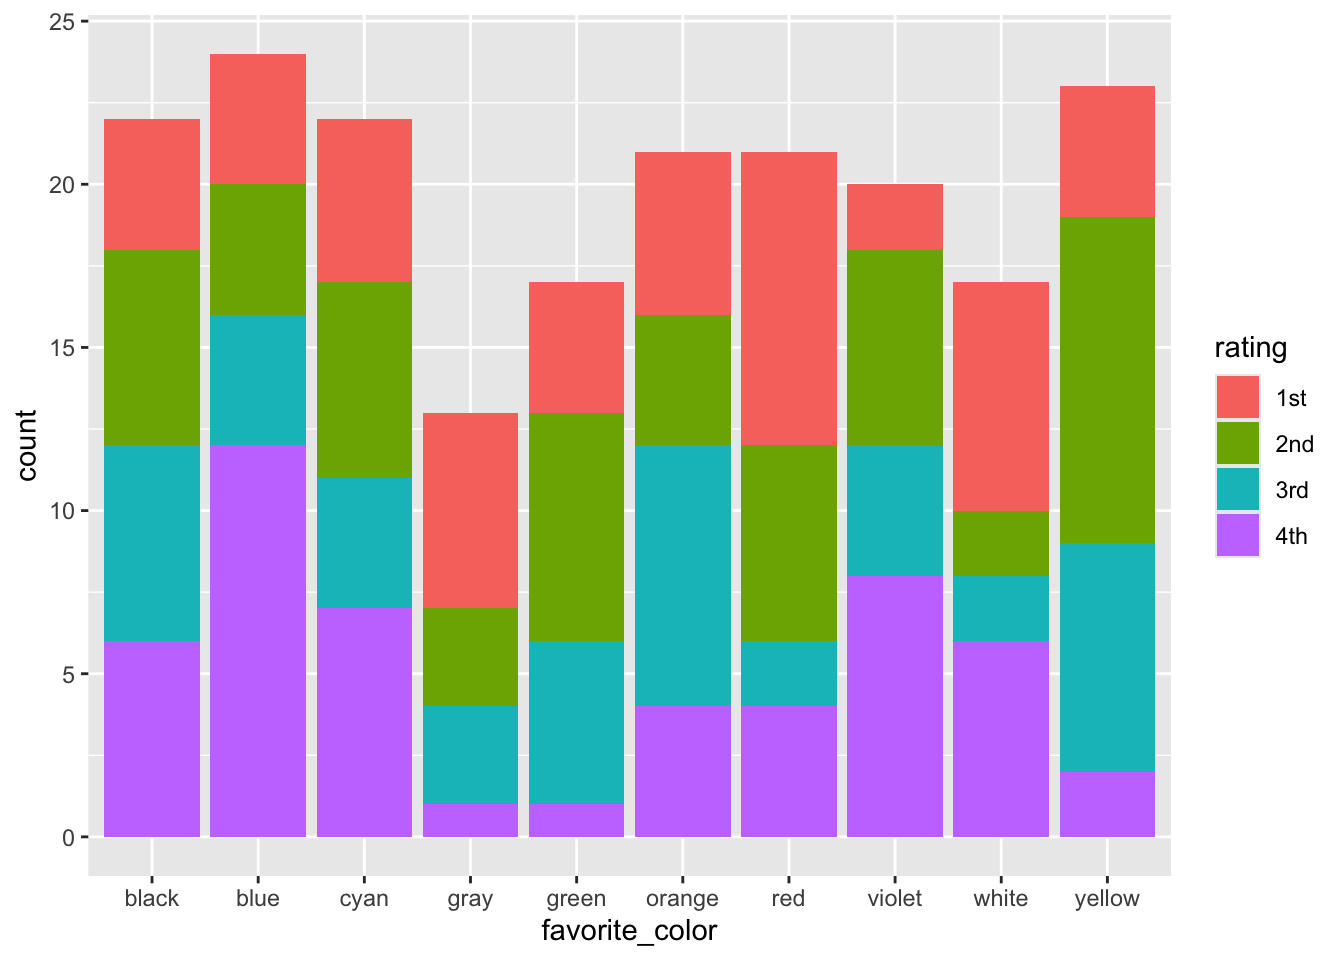 25
20
15
10
5
0
count
black blue cyan gray green orange red violet white yellow
favorite_color
rating
1st
2nd
3rd
4th